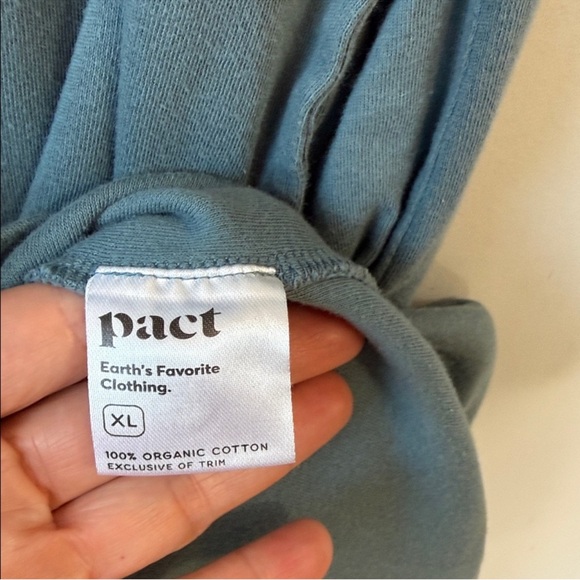 pact
Earth's Favorite
Clothing.
XL
100% ORGANIC COTTON
EXCLUSIVE OF TRIM